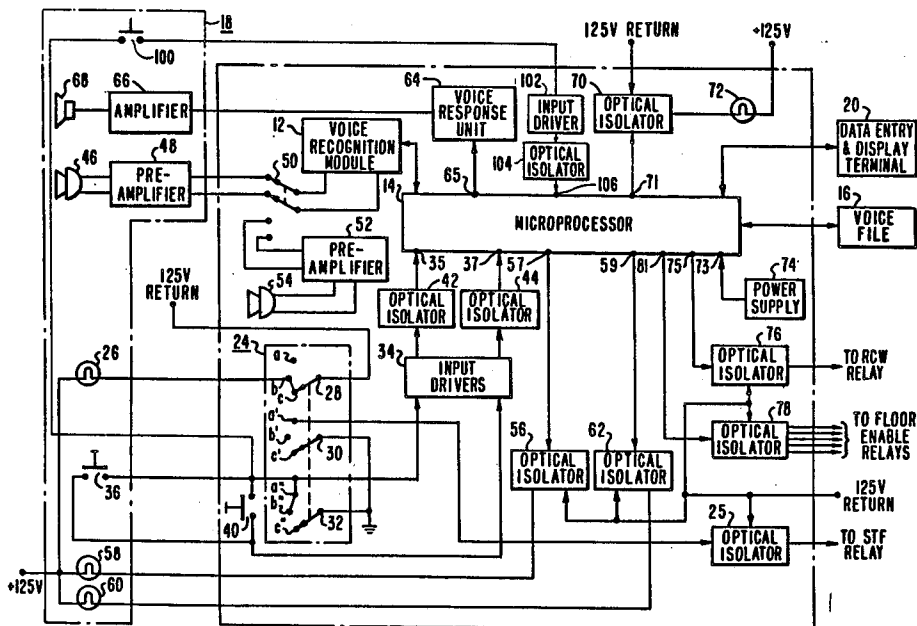 18
100
125V RETURN
+125V
68
66
AMPLIFIER
64
VOICE
RESPONSE
UNIT
102
INPUT
DRIVER
70
OPTICAL
ISOLATOR
72
12
VOICE
RECOGNITION
MODULE
20
DATA ENTRY
& DISPLAY
TERMINAL
46
48
PRE-
AMPLIFIER
50
104
OPTICAL
ISOLATOR
65
106
71
14
MICROPROCESSOR
16
VOICE
FILE
52
PRE-
AMPLIFIER
35
37
57
59
81
75
73
54
42
OPTICAL
ISOLATOR
44
OPTICAL
ISOLATOR
74
POWER
SUPPLY
125V
RETURN
26
24
a
b
c
28
34
INPUT
DRIVERS
76
OPTICAL
ISOLATOR
TO RCW
RELAY
a'
b'
c'
30
56
OPTICAL
ISOLATOR
62
OPTICAL
ISOLATOR
78
OPTICAL
ISOLATOR
TO FLOOR
ENABLE
RELAYS
36
40
a"
b"
c"
32
125V
RETURN
25
OPTICAL
ISOLATOR
TO STF
RELAY
58
+125V
60